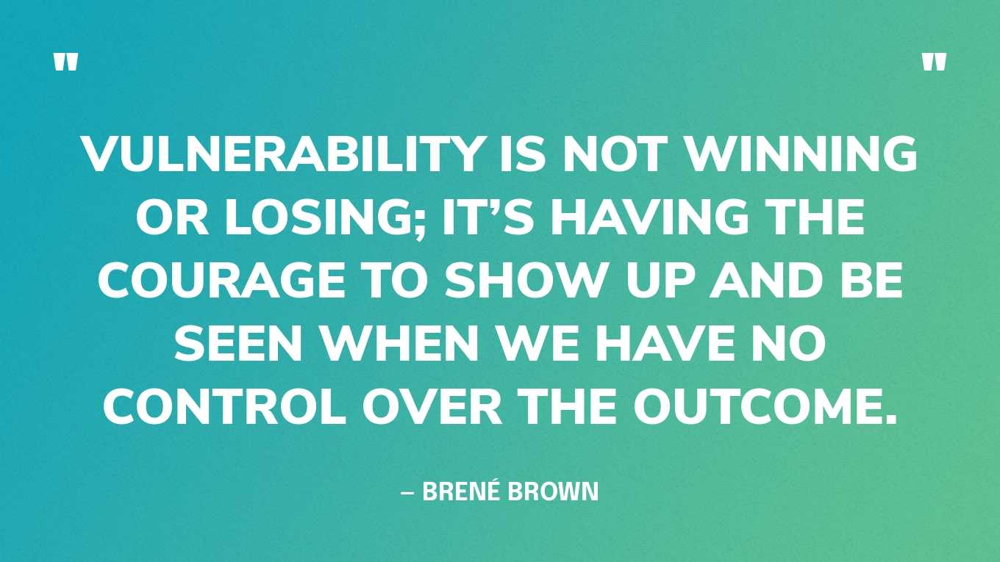 " "
VULNERABILITY IS NOT WINNING
OR LOSING; IT’S HAVING THE
COURAGE TO SHOW UP AND BE
SEEN WHEN WE HAVE NO
CONTROL OVER THE OUTCOME.
– BRENÉ BROWN